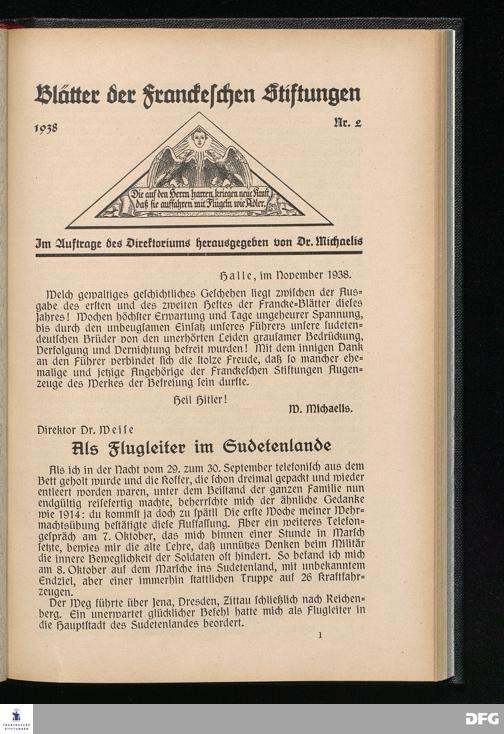 Blätter der Franckeschen Stiftungen
1938
Nr. 2
Die auf den Herrn harren, kriegen neue Kraft,
daß sie auffahren mit Flügeln wie Adler.
Im Auftrage des Direktoriums herausgegeben von Dr. Michaelis
Halle, im November 1938.
Welch gewaltiges geschichtliches Geschehen liegt zwischen der Aus-
gabe des ersten und des zweiten Heftes der Francke-Blätter dieses
Jahres! Wochen höchster Erwartung und Tage ungeheurer Spannung,
bis durch den unbeugsamen Einsatz unseres Führers unsere sudeten-
deutschen Brüder von den unerhörten Leiden grausamer Bedrückung,
Verfolgung und Vernichtung befreit wurden! Mit dem innigen Dank
an den Führer verbindet sich die stolze Freude, daß so mancher ehe-
malige und jetzige Angehörige der Franckeschen Stiftungen Augen-
zeuge des Werkes der Befreiung sein durfte.
Heil Hitler!
W. Michaelis.
Direktor Dr. Weise
Als Flugleiter im Sudetenlande
Als ich in der Nacht vom 29. zum 30. September telefonisch aus dem
Bett geholt wurde und die Koffer, die schon dreimal gepackt und wieder
entleert worden waren, unter dem Beistand der ganzen Familie nun
endgültig reisefertig machte, beherrschte mich der ähnliche Gedanke
wie 1914: du kommst ja doch zu spät!! Die erste Woche meiner Wehr-
machtsübung bestätigte diese Auffassung. Aber ein weiteres Telefon-
gespräch am 7. Oktober, das mich binnen einer Stunde in Marsch
setzte, bewies mir die alte Lehre, daß unnützes Denken beim Militär
die innere Beweglichkeit der Soldaten oft hindert. So befand ich mich
am 8. Oktober auf dem Marsche ins Sudetenland, mit unbekanntem
Endziel, aber einer immerhin stattlichen Truppe auf 26 Kraftfahr-
zeugen.
Der Weg führte über Jena, Dresden, Zittau schließlich nach Reichen-
berg. Ein unerwartet glücklicher Befehl hatte mich als Flugleiter in
die Hauptstadt des Sudetenlandes beordert.
1
FRANCKESCHE
STIFTUNGEN
DFG